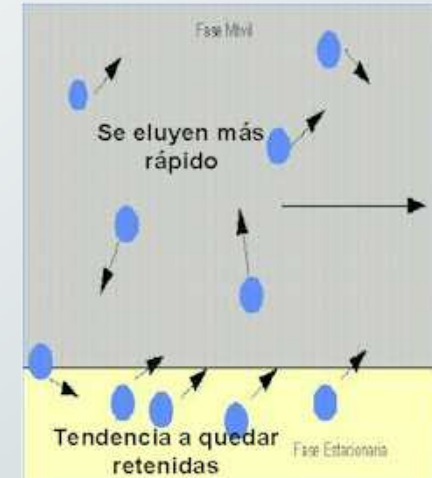 Fase Móvil
Se eluyen más
rápido
Tendencia a quedar
retenidas
Fase Estacionaria